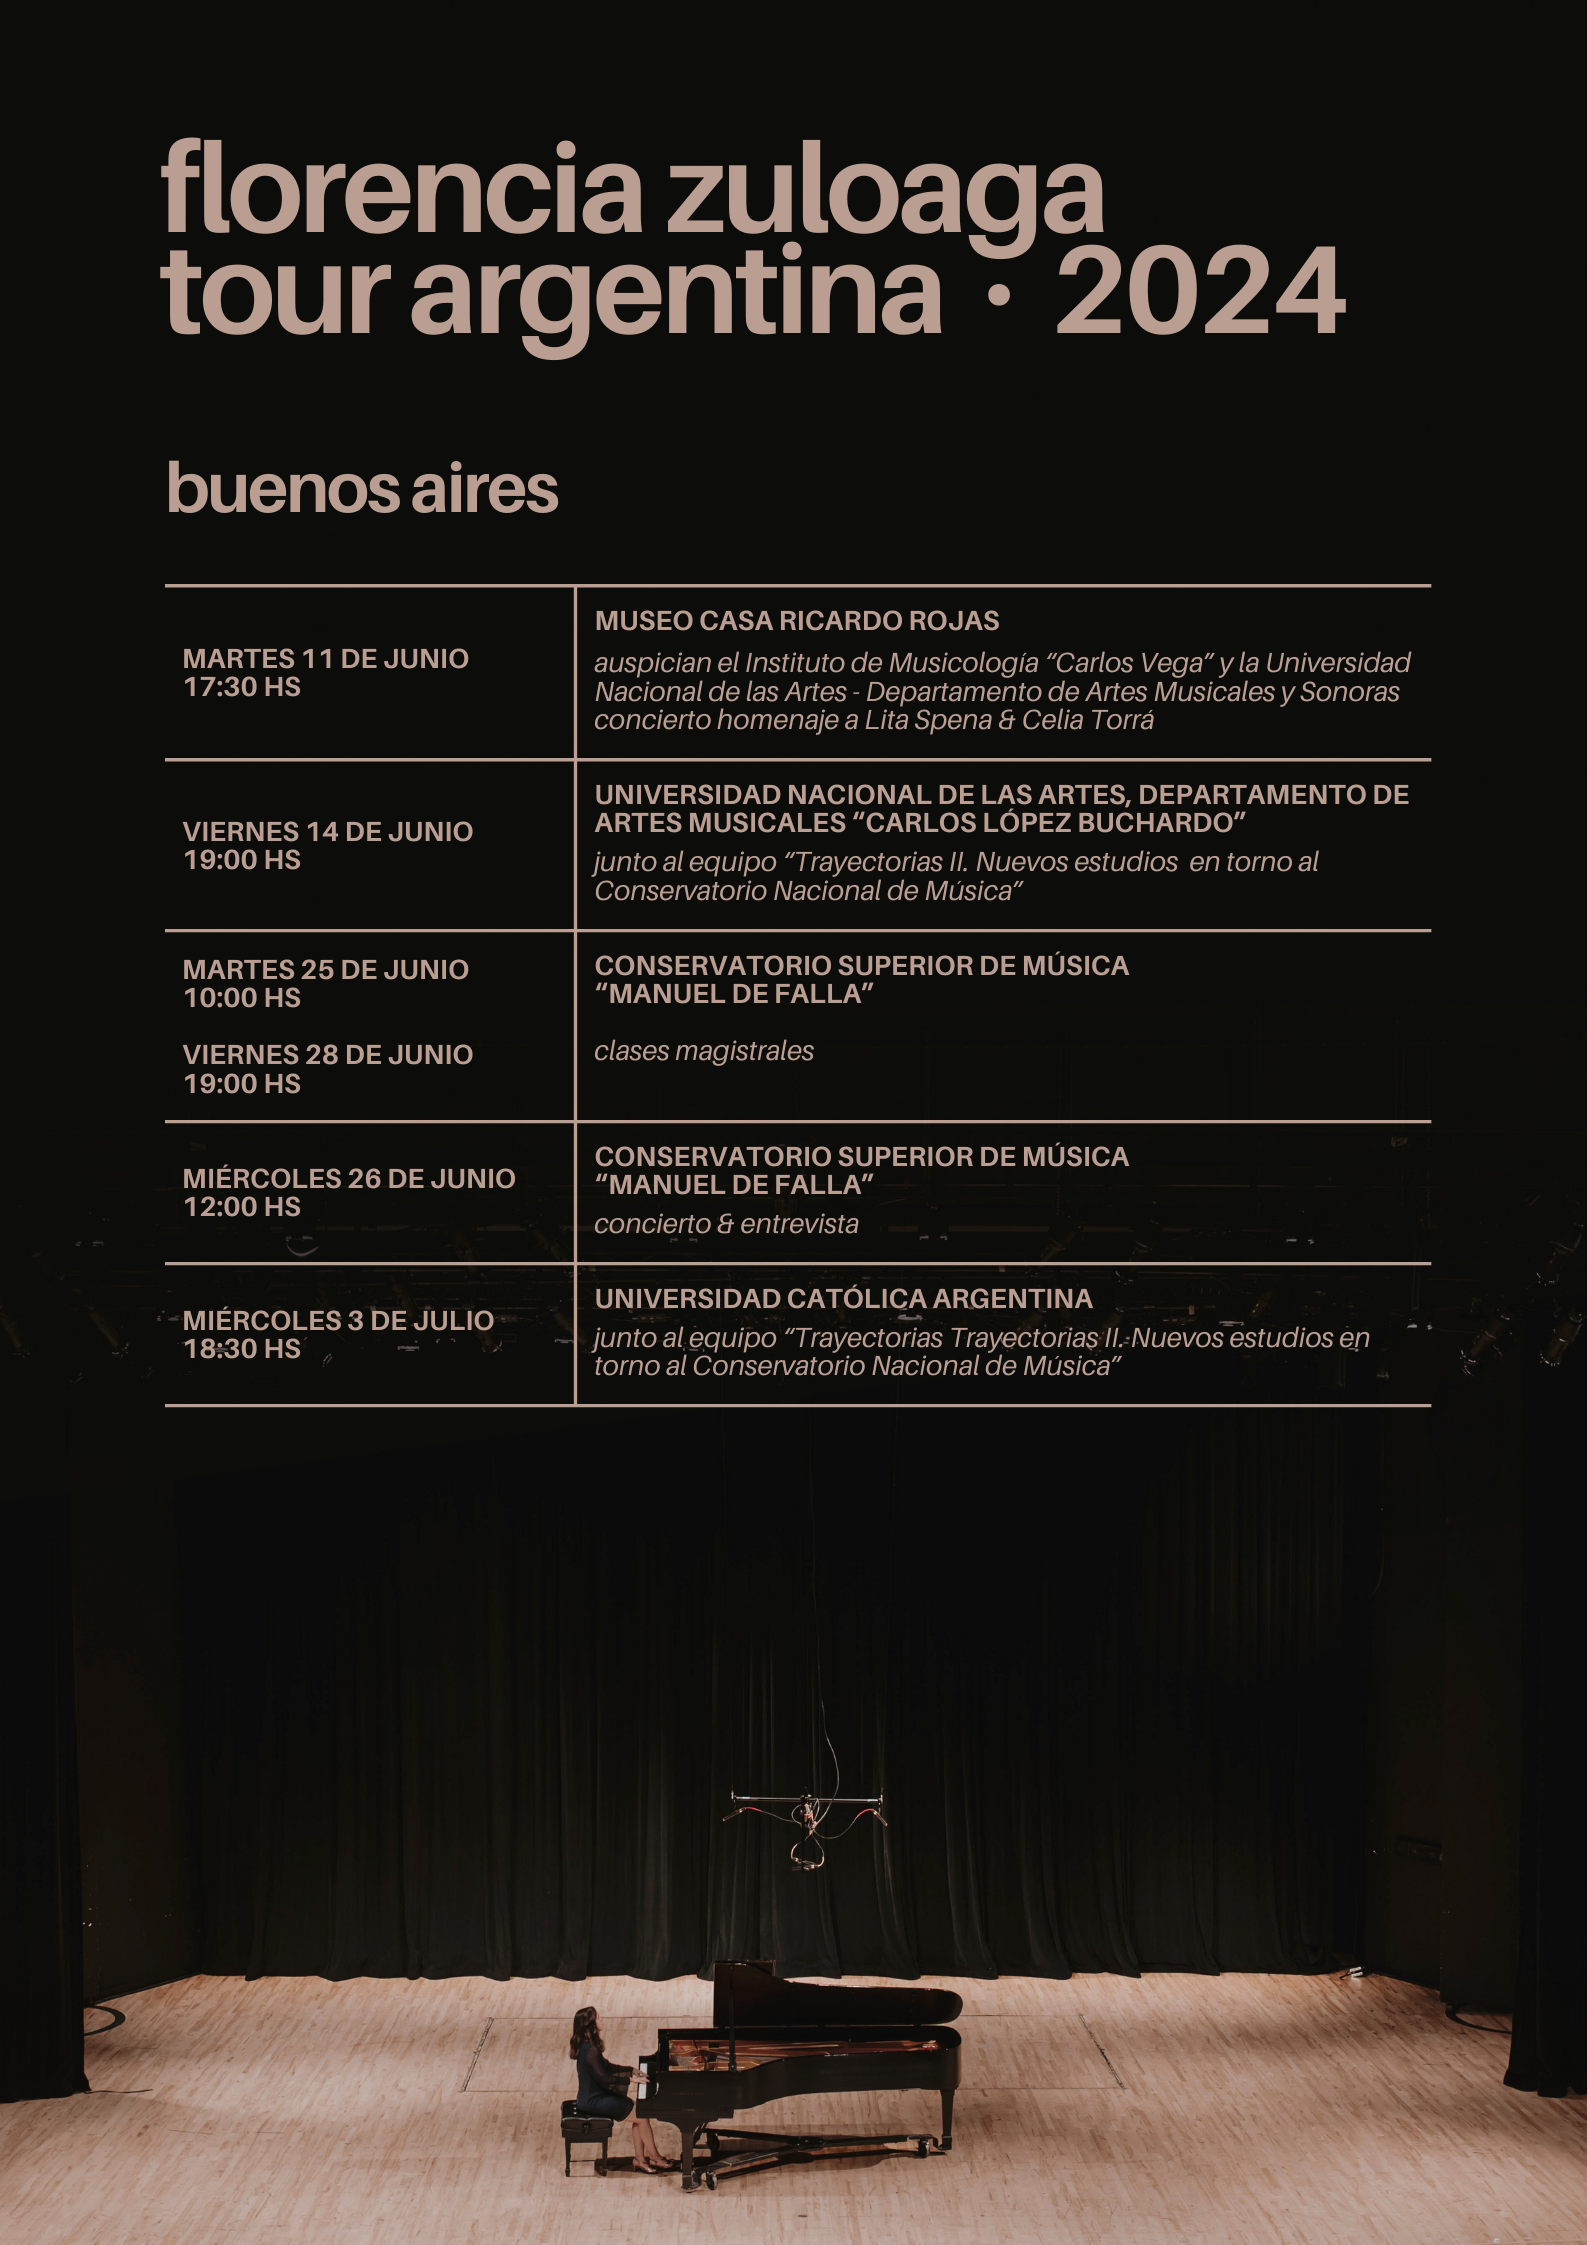 florencia zuloaga
tour argentina • 2024
buenos aires
MARTES 11 DE JUNIO
17:30 HS
MUSEO CASA RICARDO ROJAS
auspician el Instituto de Musicología “Carlos Vega” y la Universidad
Nacional de las Artes - Departamento de Artes Musicales y Sonoras
concierto homenaje a Lita Spena & Celia Torrá
VIERNES 14 DE JUNIO
19:00 HS
UNIVERSIDAD NACIONAL DE LAS ARTES, DEPARTAMENTO DE
ARTES MUSICALES “CARLOS LÓPEZ BUCHARDO”
junto al equipo “Trayectorias II. Nuevos estudios  en torno al
Conservatorio Nacional de Música”
MARTES 25 DE JUNIO
10:00 HS
VIERNES 28 DE JUNIO
19:00 HS
CONSERVATORIO SUPERIOR DE MÚSICA
“MANUEL DE FALLA”
clases magistrales
MIÉRCOLES 26 DE JUNIO
12:00 HS
CONSERVATORIO SUPERIOR DE MÚSICA
“MANUEL DE FALLA”
concierto & entrevista
MIÉRCOLES 3 DE JULIO
18:30 HS
UNIVERSIDAD CATÓLICA ARGENTINA
junto al equipo “Trayectorias Trayectorias II. Nuevos estudios en
torno al Conservatorio Nacional de Música”